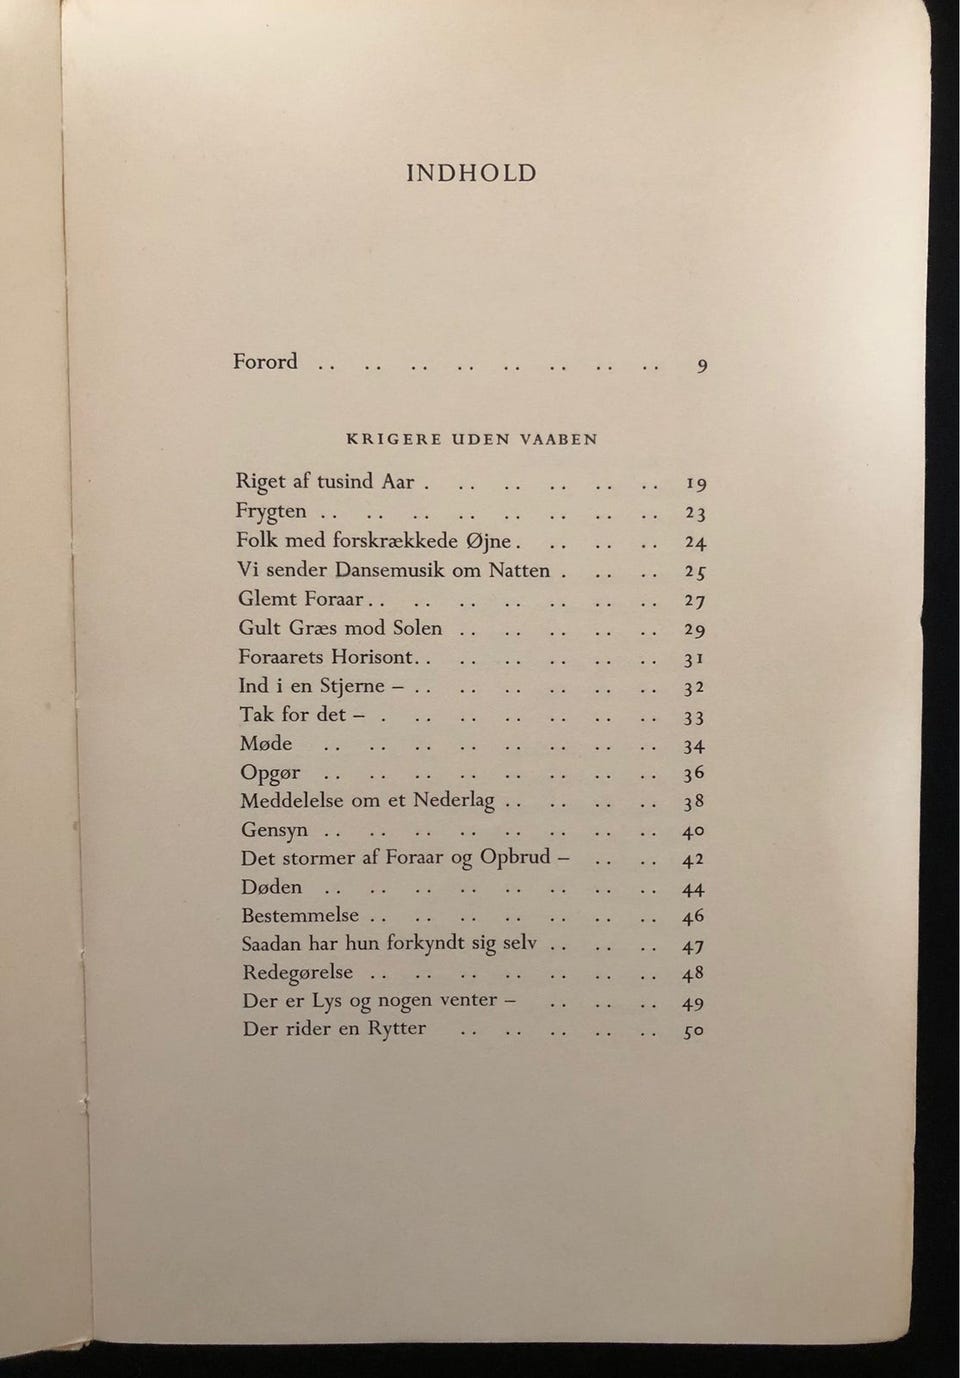 INDHOLD
Forord .. .. .. .. .. .. .. .. 9
KRIGERE UDEN VAABEN
Riget af tusind Aar . .. .. .. .. .. 19
Frygten .. .. .. .. .. .. .. .. 23
Folk med forskrækkede Øjne . .. .. .. 24
Vi sender Dansemusik om Natten . .. .. 25
Glemt Foraar .. .. .. .. .. .. .. 27
Gult Græs mod Solen .. .. .. .. .. 29
Foraarets Horisont. . .. .. .. .. .. 31
Ind i en Stjerne – .. .. .. .. .. .. 32
Tak for det – . .. .. .. .. .. .. 33
Møde .. .. .. .. .. .. .. .. 34
Opgør .. .. .. .. .. .. .. .. 36
Meddelelse om et Nederlag .. .. .. .. 38
Gensyn .. .. .. .. .. .. .. .. 40
Det stormer af Foraar og Opbrud – .. .. 42
Døden .. .. .. .. .. .. .. .. 44
Bestemmelse .. .. .. .. .. .. .. 46
Saadan har hun forkyndt sig selv .. .. .. 47
Redegørelse .. .. .. .. .. .. .. 48
Der er Lys og nogen venter – .. .. .. 49
Der rider en Rytter .. .. .. .. .. 50